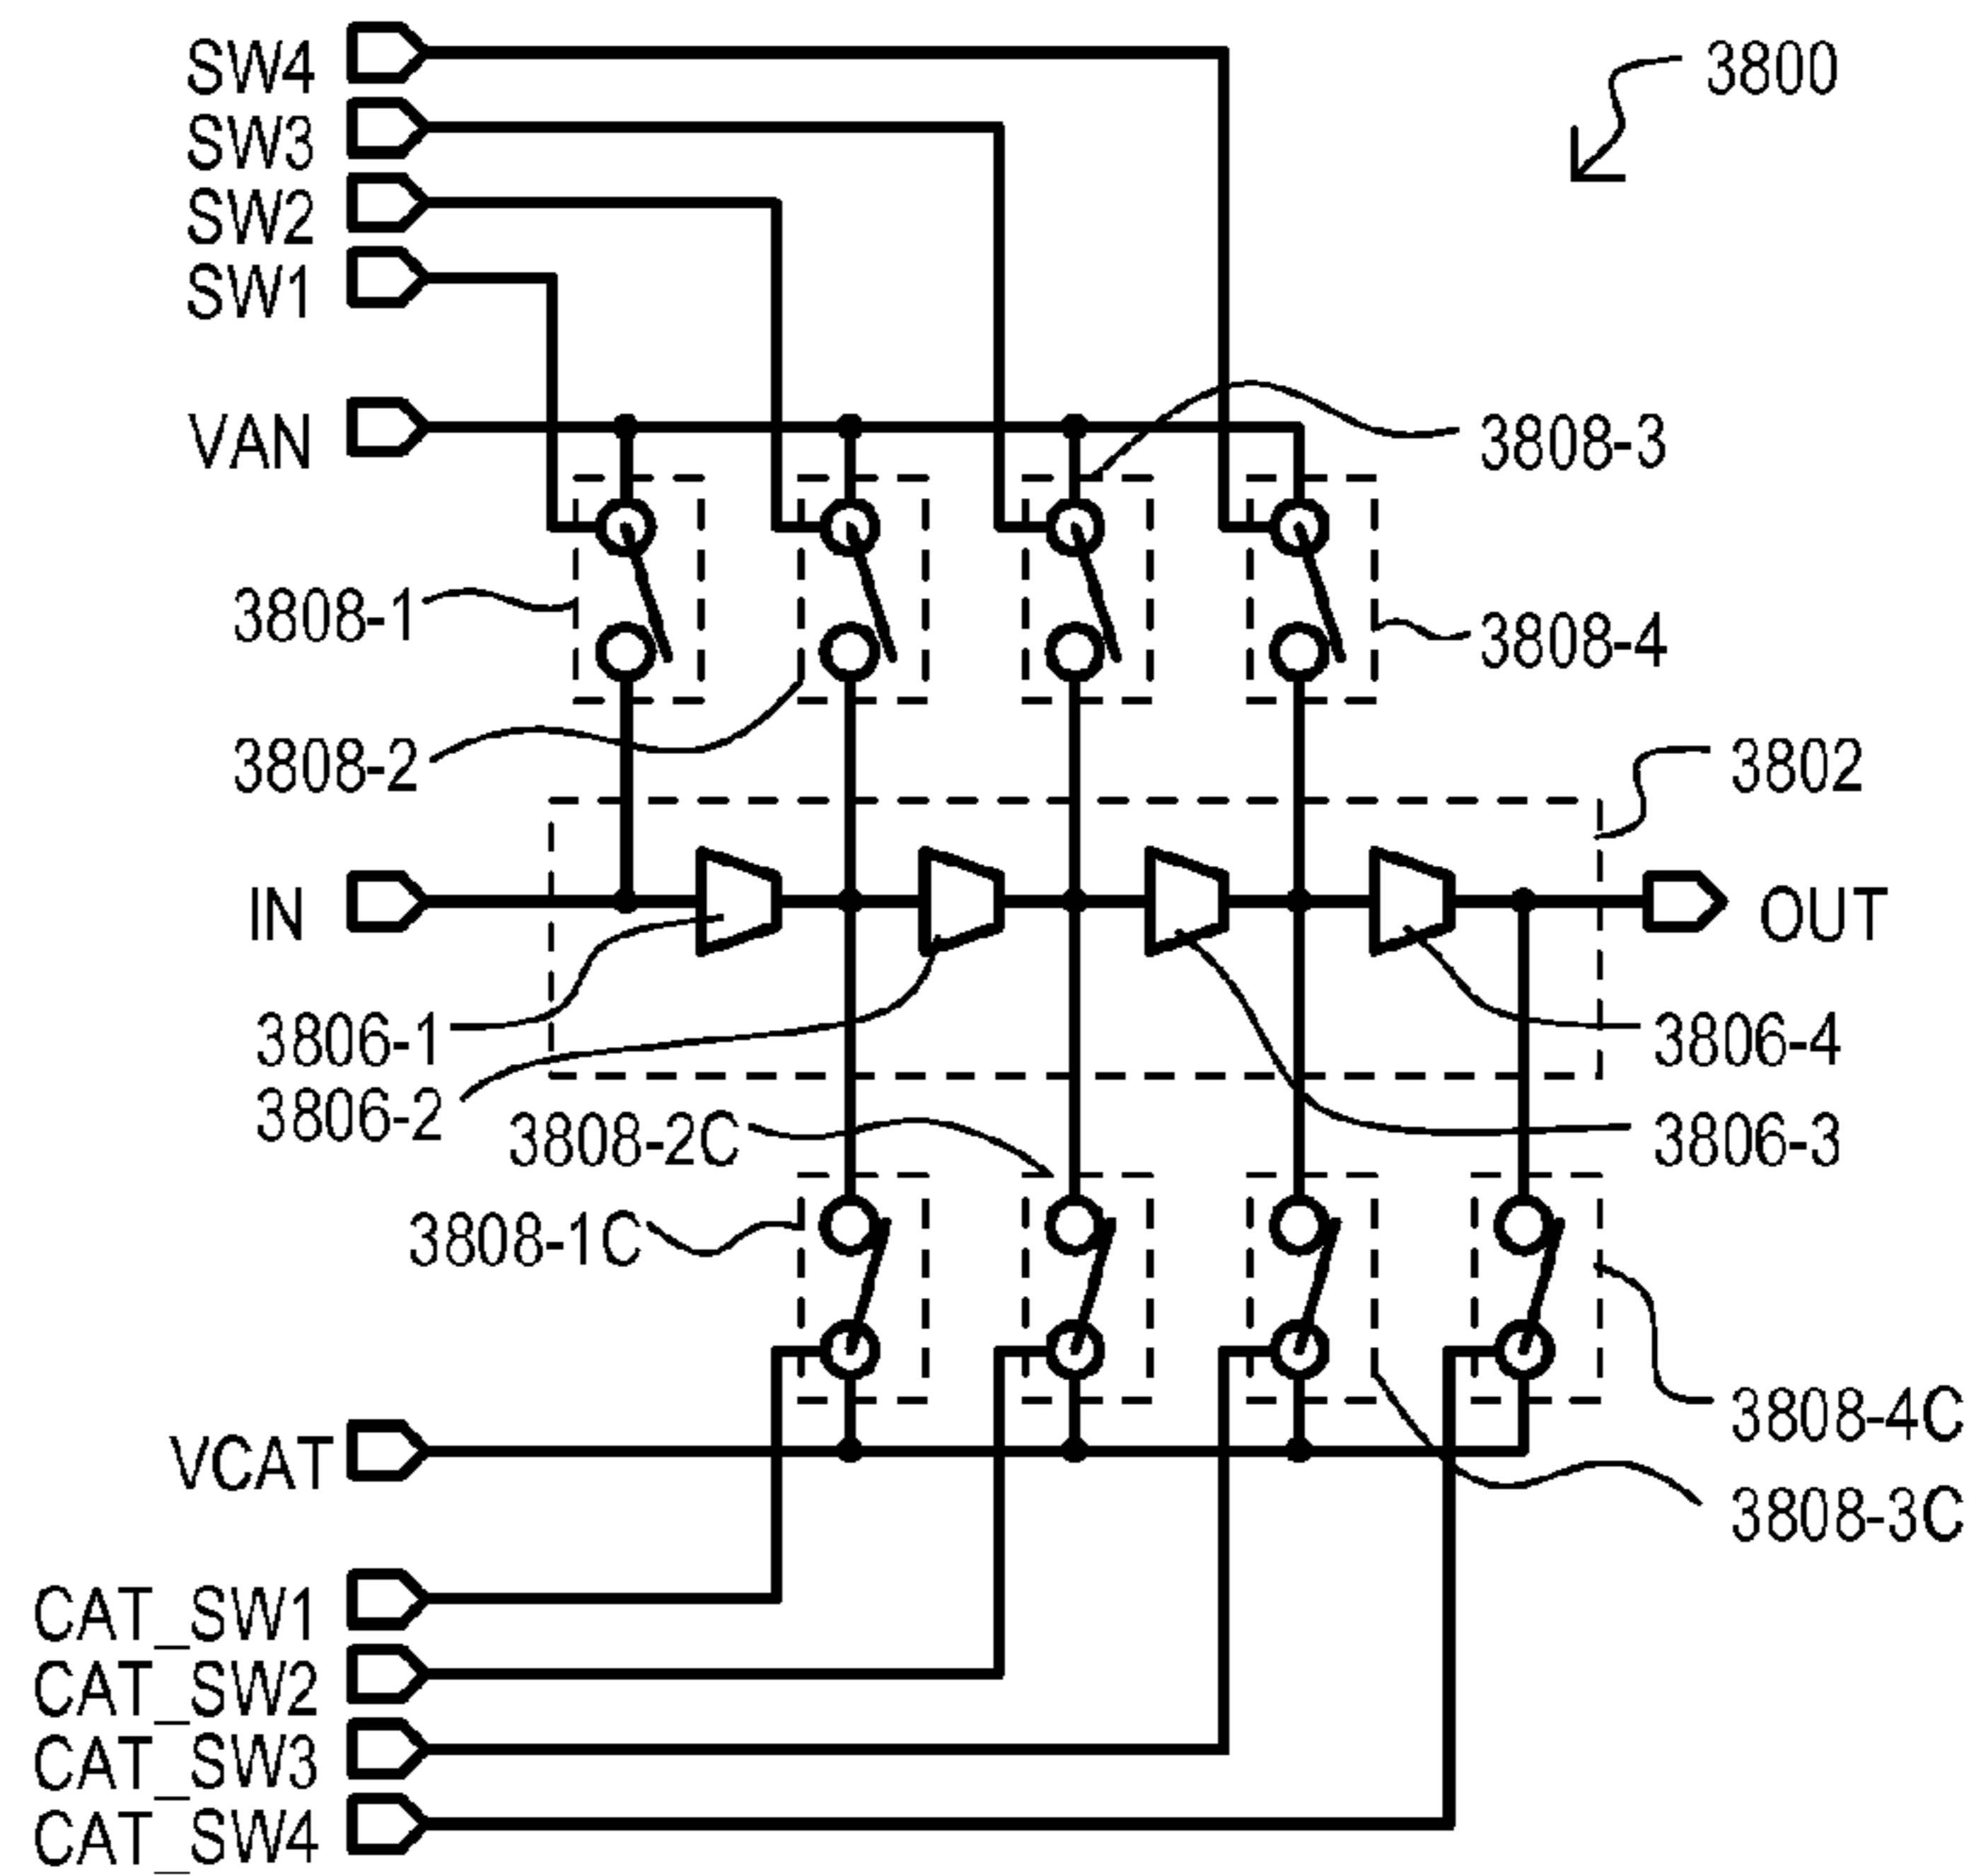 SW4
3800
SW3
SW2
SW1
VAN
3808-3
3808-1
3808-4
3808-2
3802
IN
OUT
3806-1
3806-4
3806-2
3808-2C
3806-3
3808-1C
3808-4C
VCAT
3808-3C
CAT_SW1
CAT_SW2
CAT_SW3
CAT_SW4